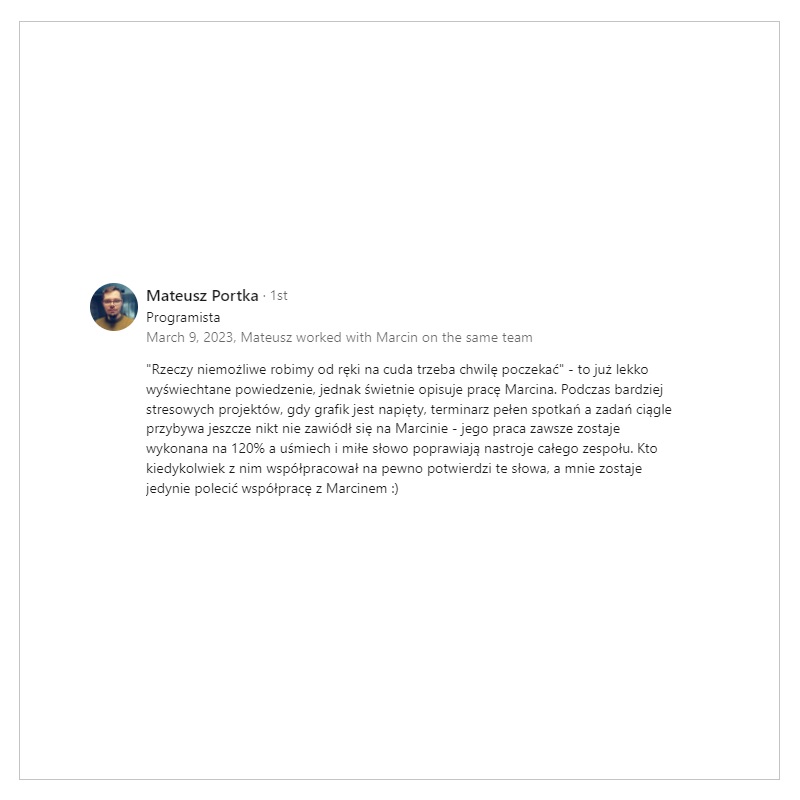 Mateusz Portka · 1st
Programista
March 9, 2023, Mateusz worked with Marcin on the same team
"Rzeczy niemożliwe robimy od ręki na cuda trzeba chwilę poczekać" - to już lekko
wyświechtane powiedzenie, jednak świetnie opisuje pracę Marcina. Podczas bardziej
stresowych projektów, gdy grafik jest napięty, terminarz pełen spotkań a zadań ciągle
przybywa jeszcze nikt nie zawiódł się na Marcinie - jego praca zawsze zostaje
wykonana na 120% a uśmiech i miłe słowo poprawiają nastroje całego zespołu. Kto
kiedykolwiek z nim współpracował na pewno potwierdzi te słowa, a mnie zostaje
jedynie polecić współpracę z Marcinem :)